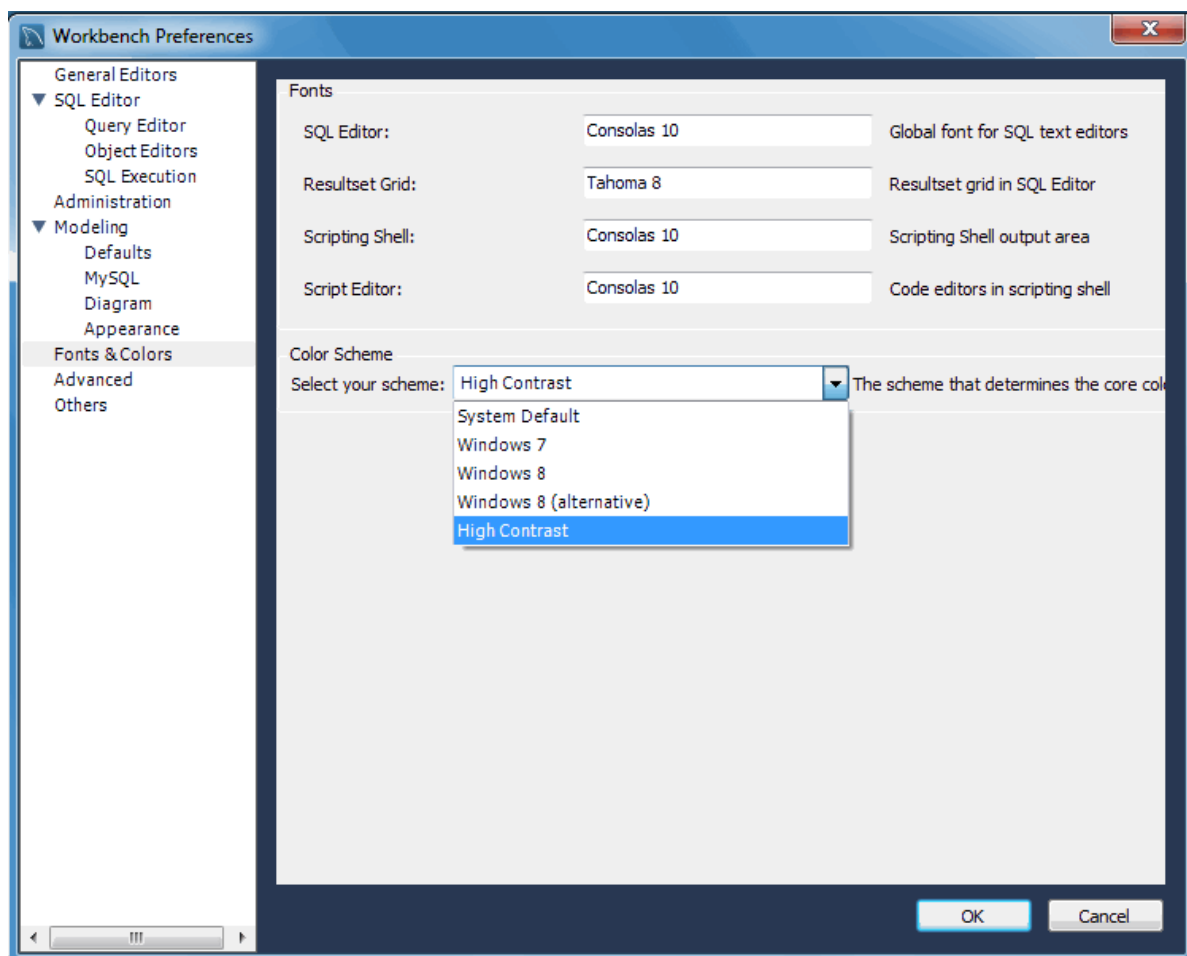 Workbench Preferences
General Editors
SQL Editor
Query Editor
Object Editors
SQL Execution
Administration
Modeling
Defaults
MySQL
Diagram
Appearance
Fonts & Colors
Advanced
Others
Fonts
SQL Editor: Consolas 10 Global font for SQL text editors
Resultset Grid: Tahoma 8 Resultset grid in SQL Editor
Scripting Shell: Consolas 10 Scripting Shell output area
Script Editor: Consolas 10 Code editors in scripting shell
Color Scheme
Select your scheme: High Contrast The scheme that determines the core
System Default
Windows 7
Windows 8
Windows 8 (alternative)
High Contrast
OK Cancel